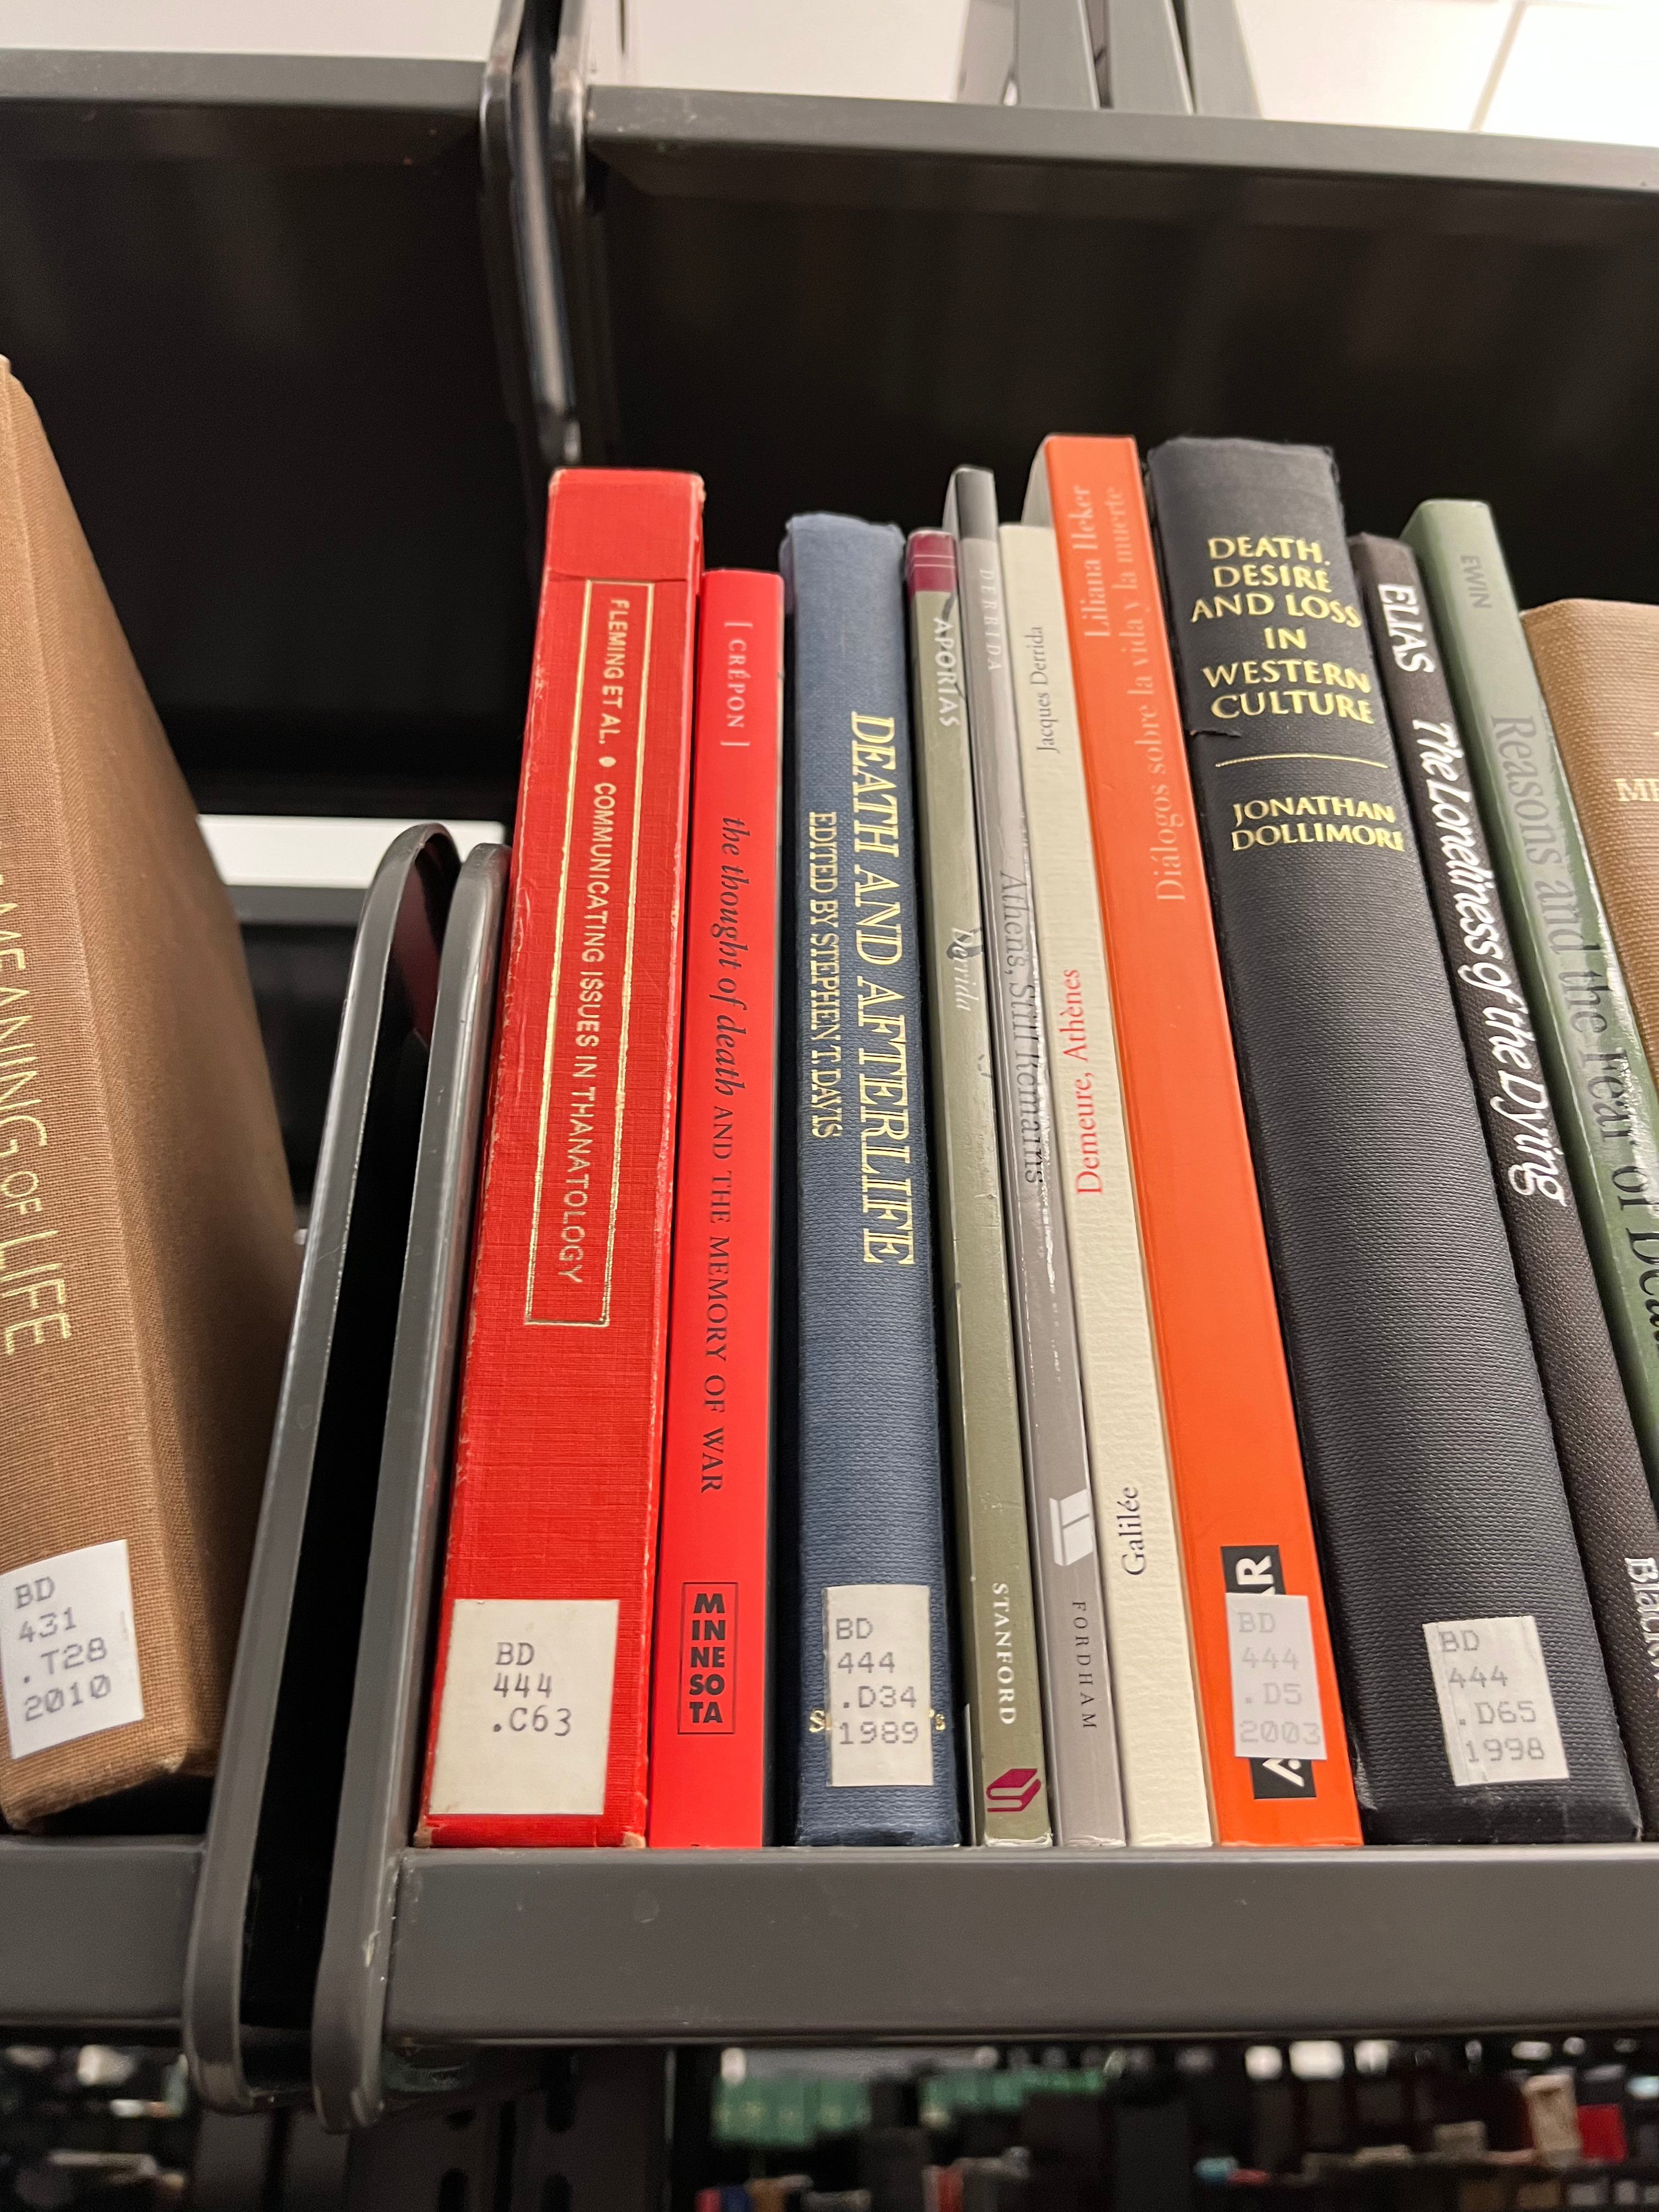 MEANING OF LIFE
BD
431
.T28
2010
FLEMING ET AL. • COMMUNICATING ISSUES IN THANATOLOGY
BD
444
.C63
[CRÉPON]
the thought of death AND THE MEMORY OF WAR
MINNESOTA
DEATH AND AFTERLIFE
EDITED BY STEPHEN T. DAVIS
BD
444
.D34
1989
APORIAS
Derrida
STANFORD
DERRIDA
Athens, Still Remains
FORDHAM
Jacques Derrida
Demeure, Athènes
Galilée
Liliana Heker
Diálogos sobre la vida y la muerte
BD
444
.D5
2003
DEATH,
DESIRE
AND LOSS
IN
WESTERN
CULTURE
JONATHAN
DOLLIMORE
BD
444
.D65
1998
ELIAS
The Loneliness of the Dying
EWIN
Reasons and the Fear of